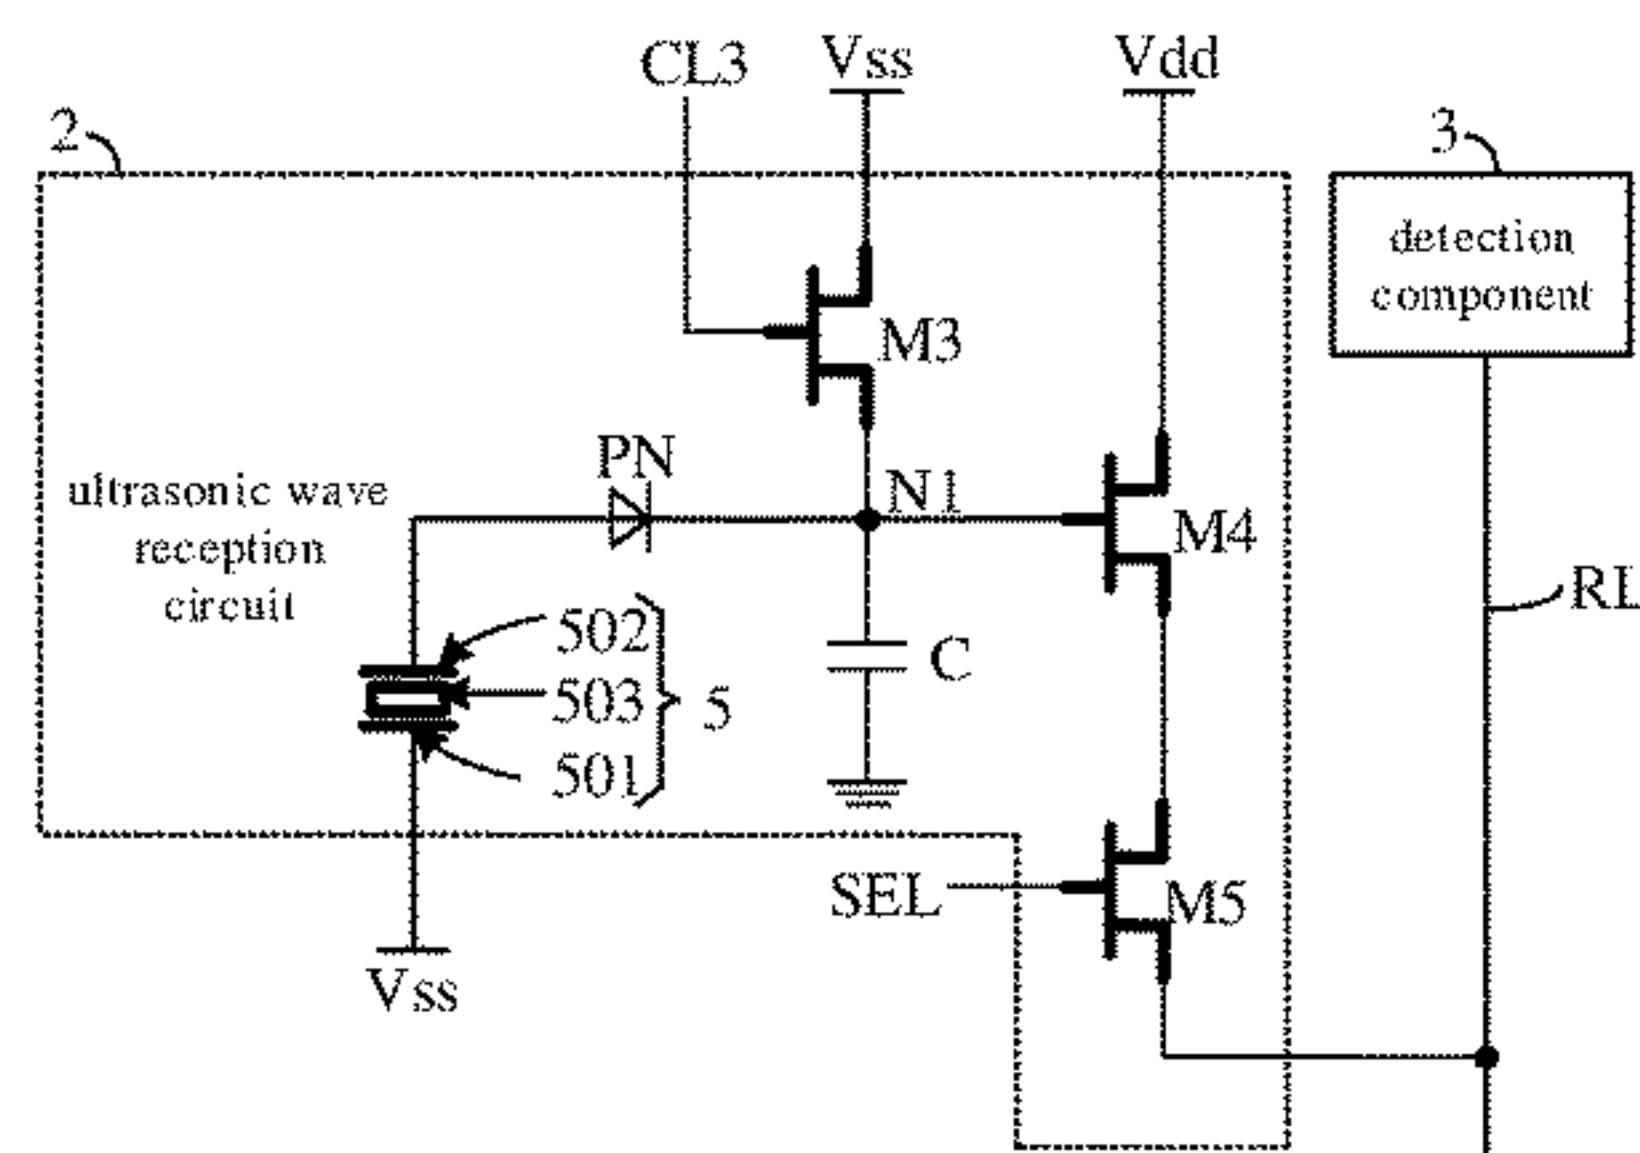 CL3
Vss
Vdd
2
3
detection
component
M3
PN
N1
ultrasonic wave
reception
circuit
M4
RL
502
503
501
5
C
SEL
M5
Vss